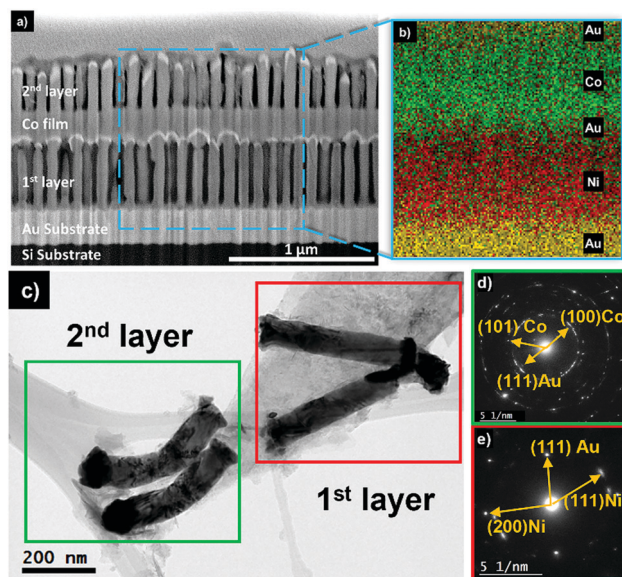 a)
2nd layer
Co film
1st layer
Au Substrate
Si Substrate
1 µm
b)
Au
Co
Au
Ni
Au
c)
2nd layer
1st layer
200 nm
d)
(101) Co
(100)Co
(111)Au
5 1/nm
e)
(111) Au
(111)Ni
(200)Ni
5 1/nm